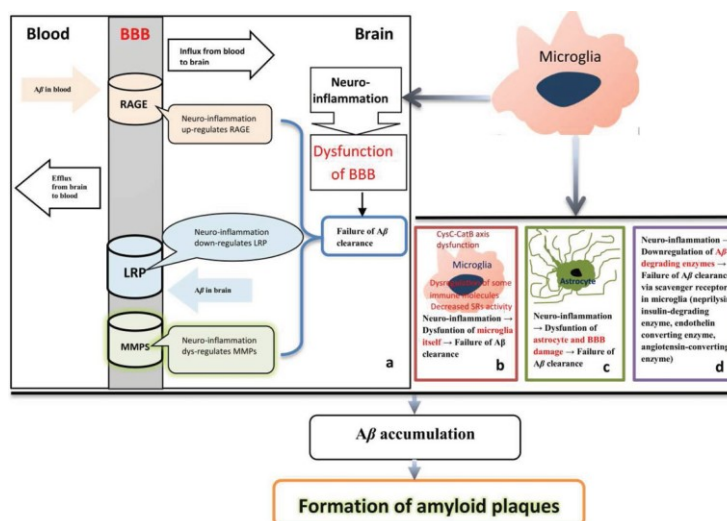 Blood
BBB
Brain
Influx from blood
to brain
Aβ in blood
RAGE
Neuro-inflammation
up-regulates RAGE
Efflux
from brain
to blood
Neuro-inflammation
down-regulates LRP
LRP
Aβ in brain
MMPS
Neuro-inflammation
dys-regulates MMPs
Neuro-
inflammation
Dysfunction
of BBB
Failure of Aβ
clearance
a
Microglia
CysC-CatB axis
dysfunction
Microglia
Dysregulation of some
immune molecules
Decreased SRs activity
Neuro-inflammation →
Dysfuntion of microglia
itself → Failure of Aβ
clearance
b
Astrocyte
Neuro-inflammation
→ Dysfuntion of
astrocyte and BBB
damage → Failure of
Aβ clearance
c
Neuro-inflammation →
Downregulation of Aβ
degrading enzymes →
Failure of Aβ clearance
via scavenger receptor
in microglia (neprilysin
insulin-degrading
enzyme, endothelin
converting enzyme,
angiotensin-converting
enzyme)
d
Aβ accumulation
Formation of amyloid plaques